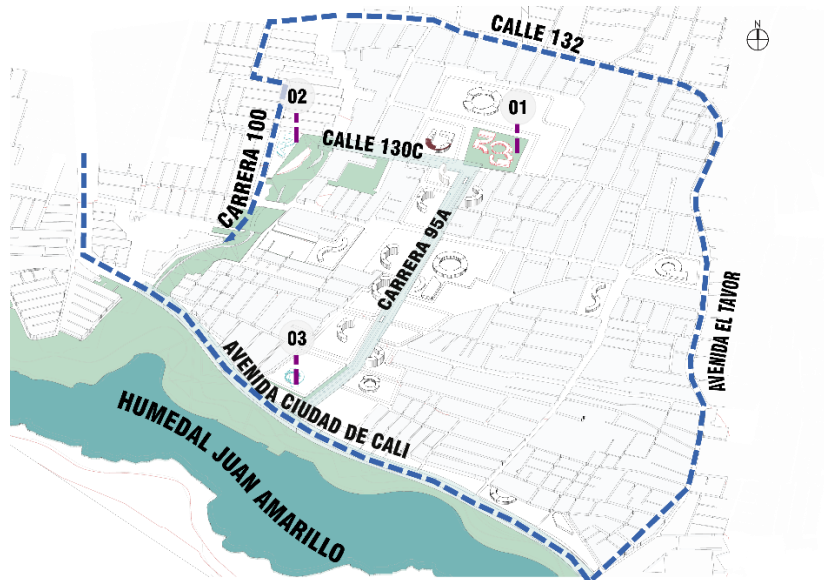 CALLE 132
N
02
01
CALLE 130C
CARRERA 100
CARRERA 95A
AVENIDA EL TAVOR
03
AVENIDA CIUDAD DE CALI
HUMEDAL JUAN AMARILLO